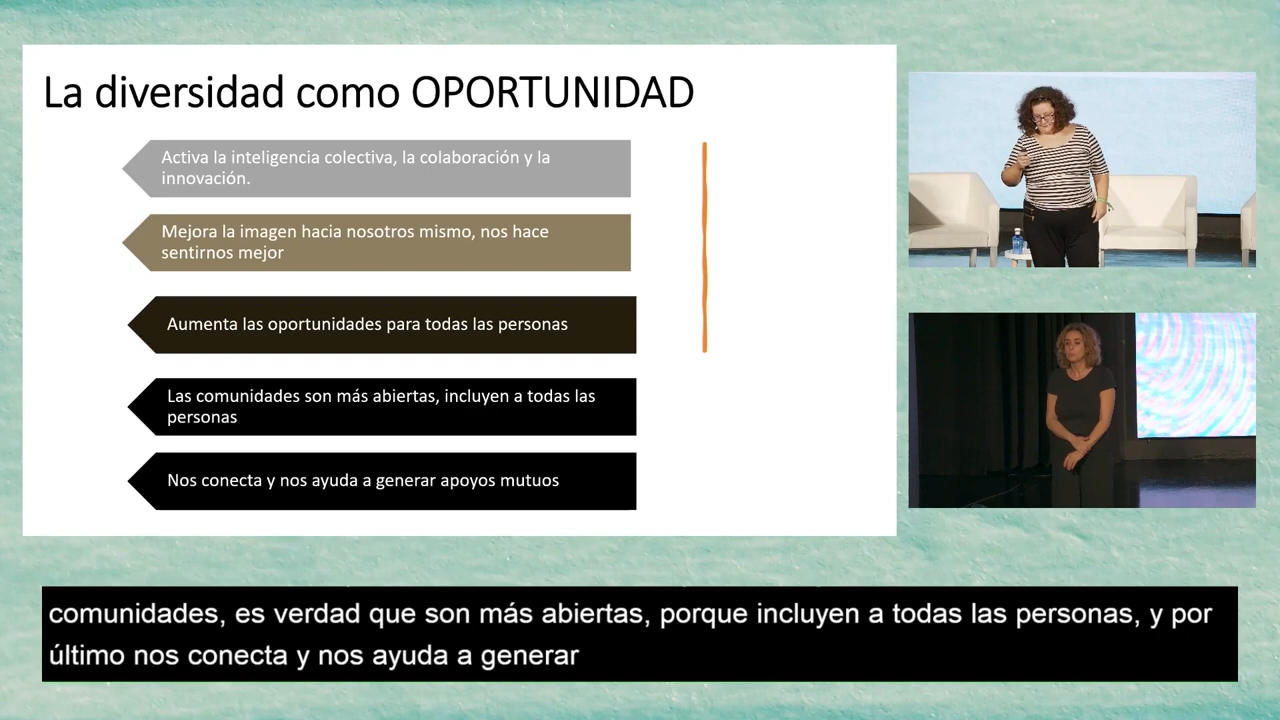 La diversidad como OPORTUNIDAD
Activa la inteligencia colectiva, la colaboración y la
innovación.
Mejora la imagen hacia nosotros mismo, nos hace
sentirnos mejor
Aumenta las oportunidades para todas las personas
Las comunidades son más abiertas, incluyen a todas las
personas
Nos conecta y nos ayuda a generar apoyos mutuos
comunidades, es verdad que son más abiertas, porque incluyen a todas las personas, y por
último nos conecta y nos ayuda a generar